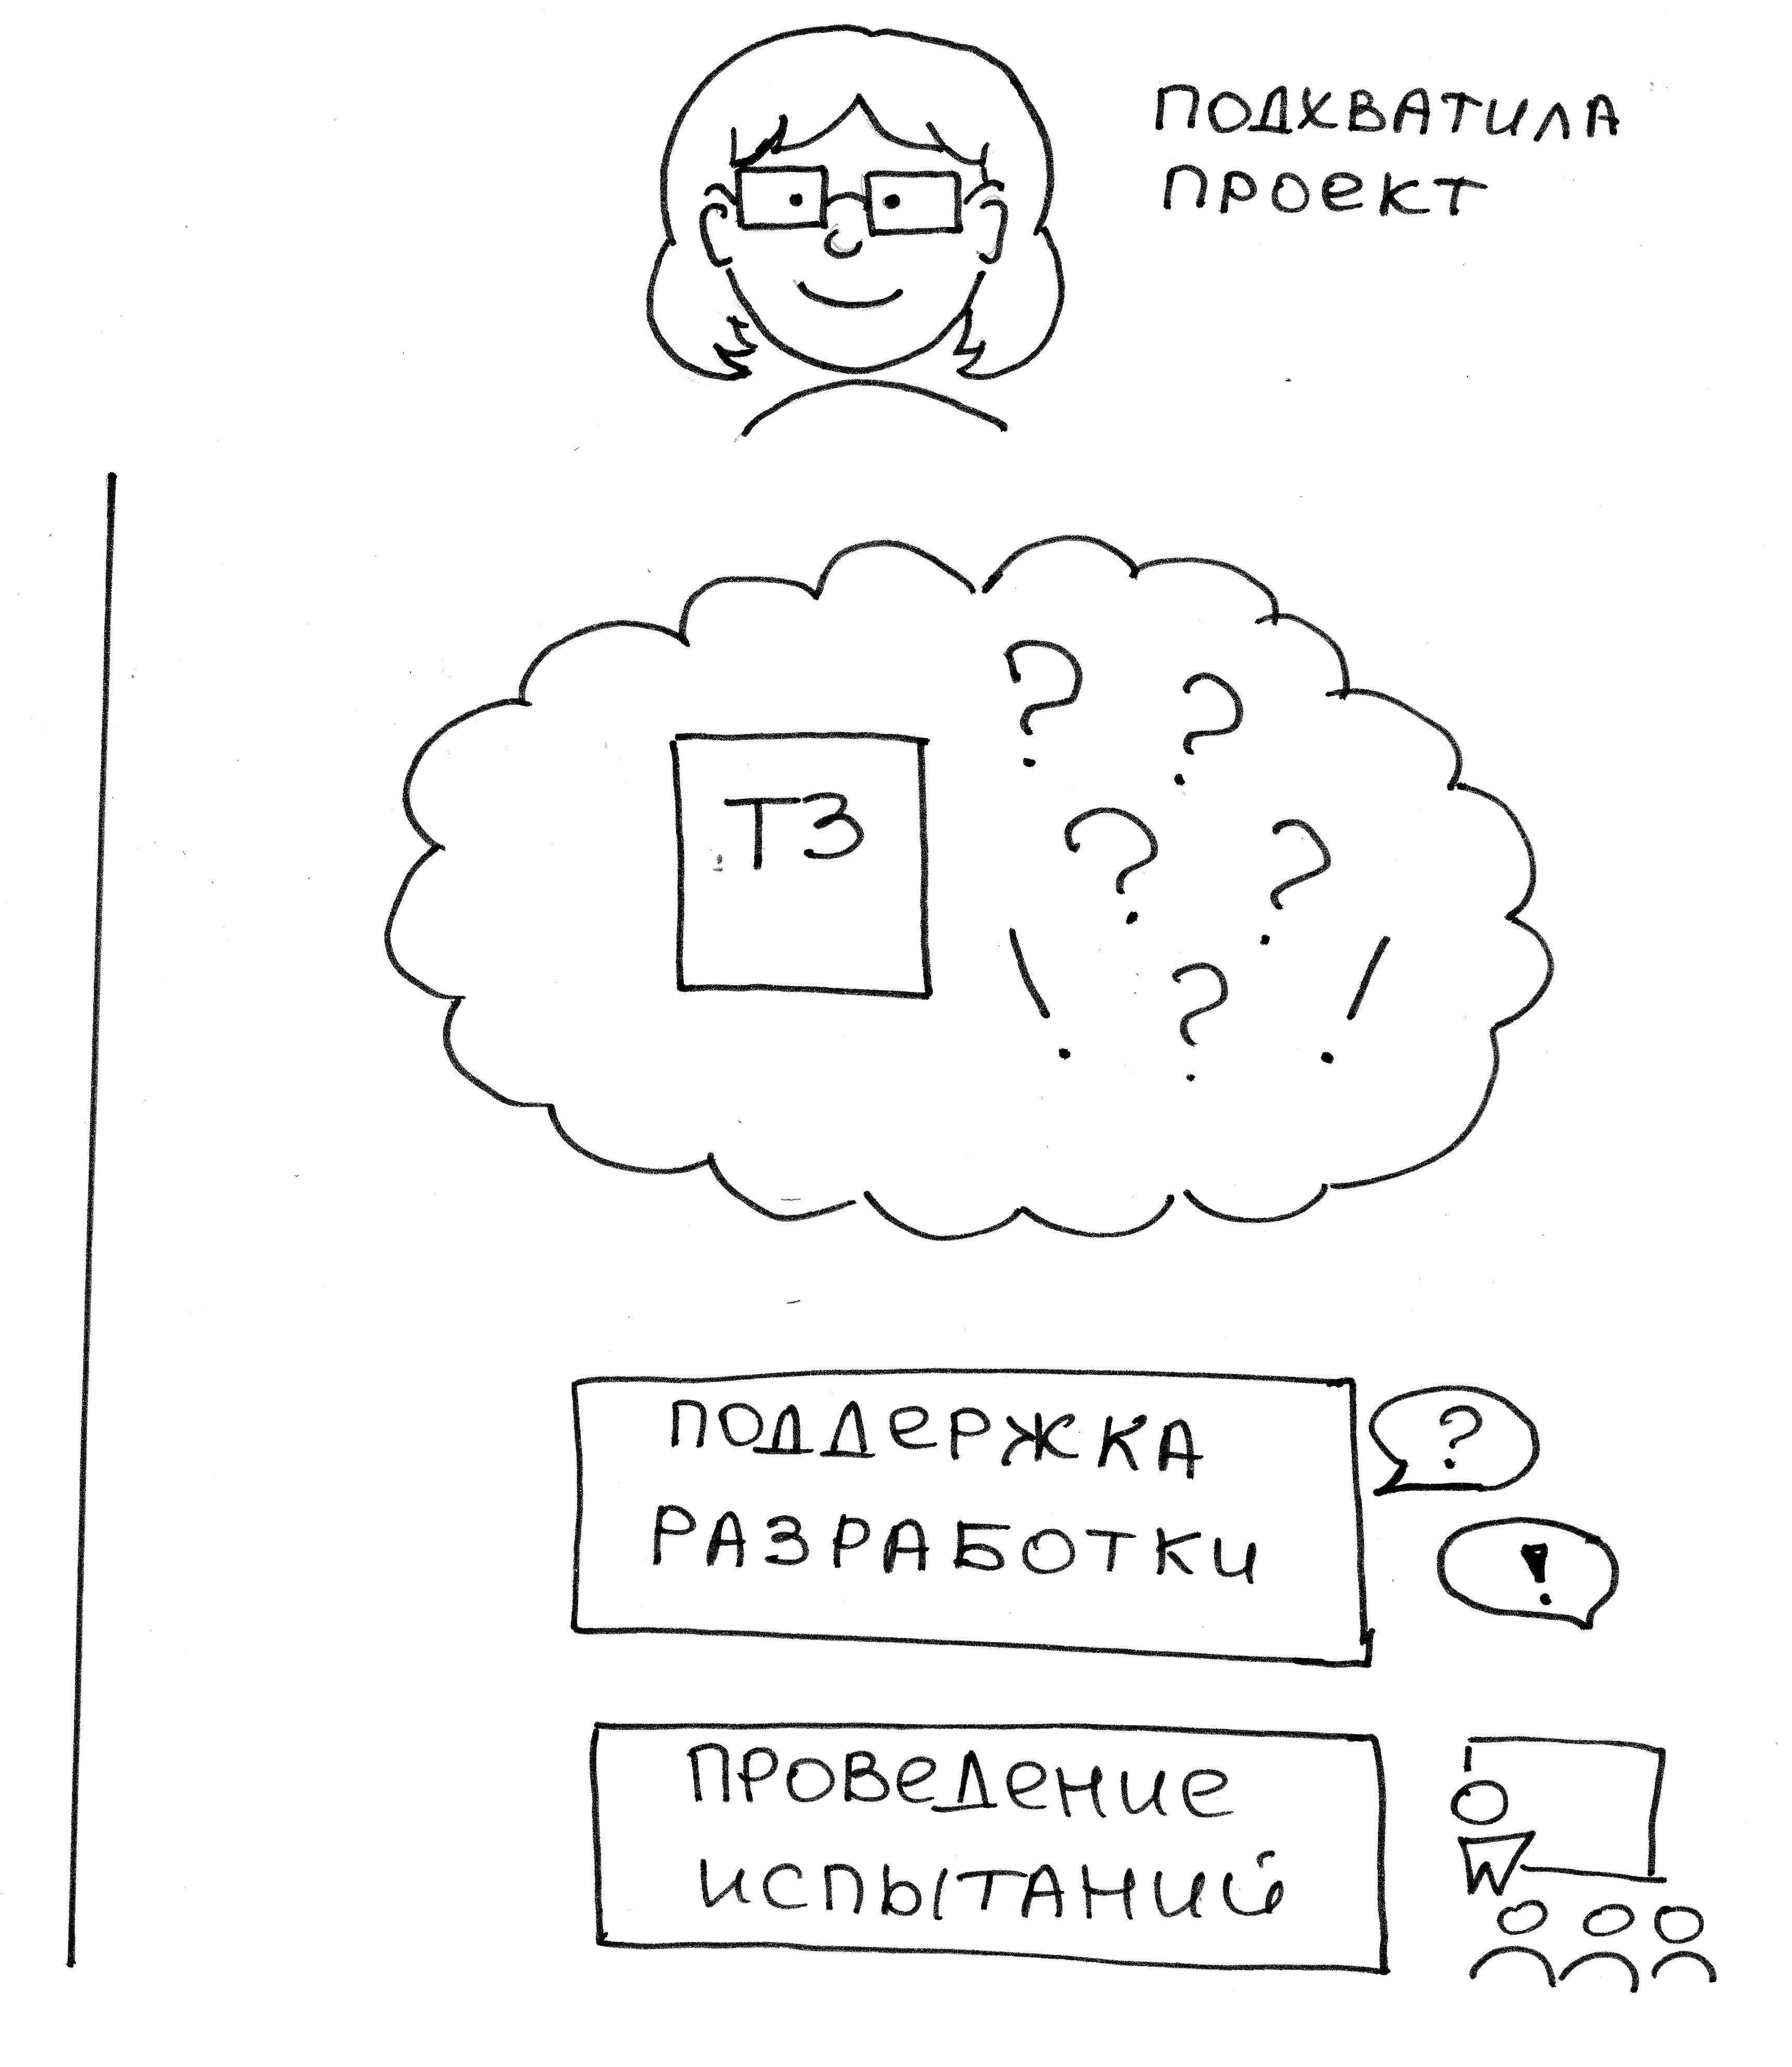 ПОДХВАТИЛА
ПРОЕКТ
? ?
ТЗ
? ?
! ? !
ПОДДЕРЖКА
РАЗРАБОТКИ
?
!
ПРОВЕДЕНИЕ
ИСПЫТАНИЙ